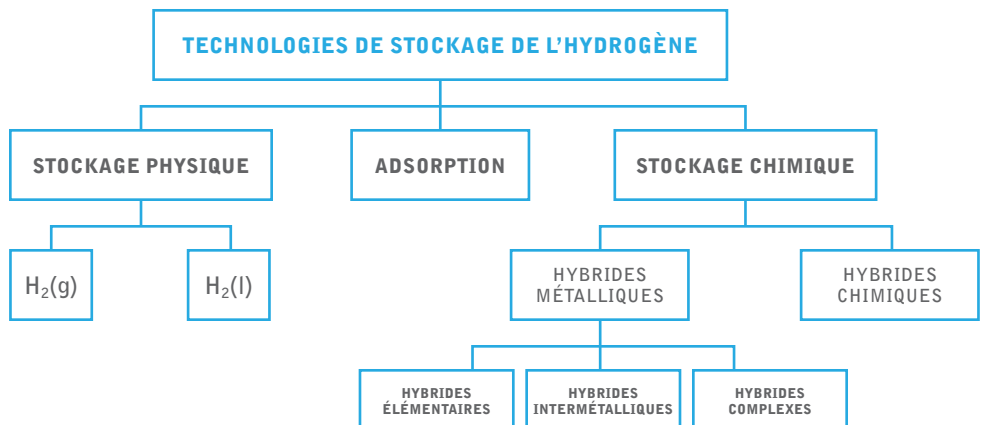 TECHNOLOGIES DE STOCKAGE DE L’HYDROGÈNE
STOCKAGE PHYSIQUE
ADSORPTION
STOCKAGE CHIMIQUE
H₂(g)
H₂(l)
HYBRIDES
MÉTALLIQUES
HYBRIDES
CHIMIQUES
HYBRIDES
ÉLÉMENTAIRES
HYBRIDES
INTERMÉTALLIQUES
HYBRIDES
COMPLEXES